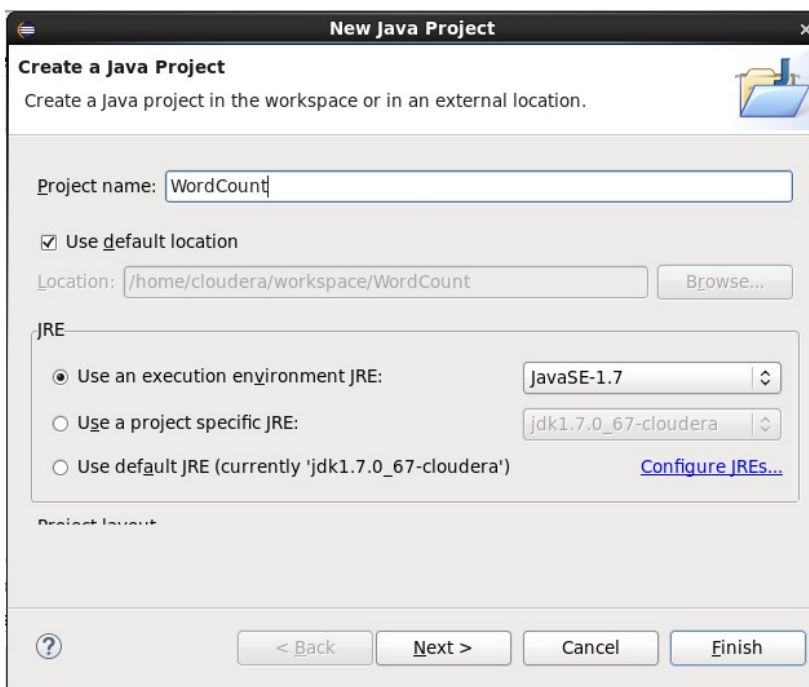 New Java Project
Create a Java Project
Create a Java project in the workspace or in an external location.
Project name: WordCount
Use default location
Location: /home/cloudera/workspace/WordCount Browse...
JRE
Use an execution environment JRE: JavaSE-1.7
Use a project specific JRE: jdk1.7.0_67-cloudera
Use default JRE (currently 'jdk1.7.0_67-cloudera') Configure JREs...
Project layout
? < Back Next > Cancel Finish